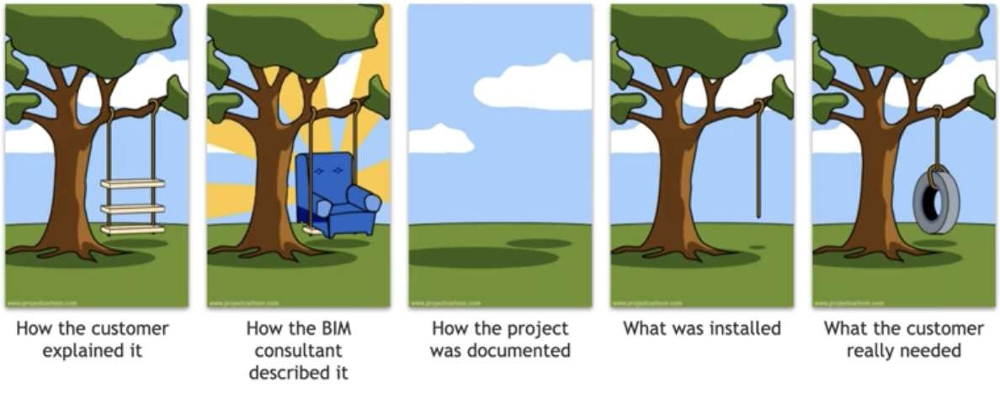 www.projectcartoon.com
www.projectcartoon.com
www.projectcartoon.com
www.projectcartoon.com
www.projectcartoon.com
How the customer
explained it
How the BIM
consultant
described it
How the project
was documented
What was installed
What the customer
really needed